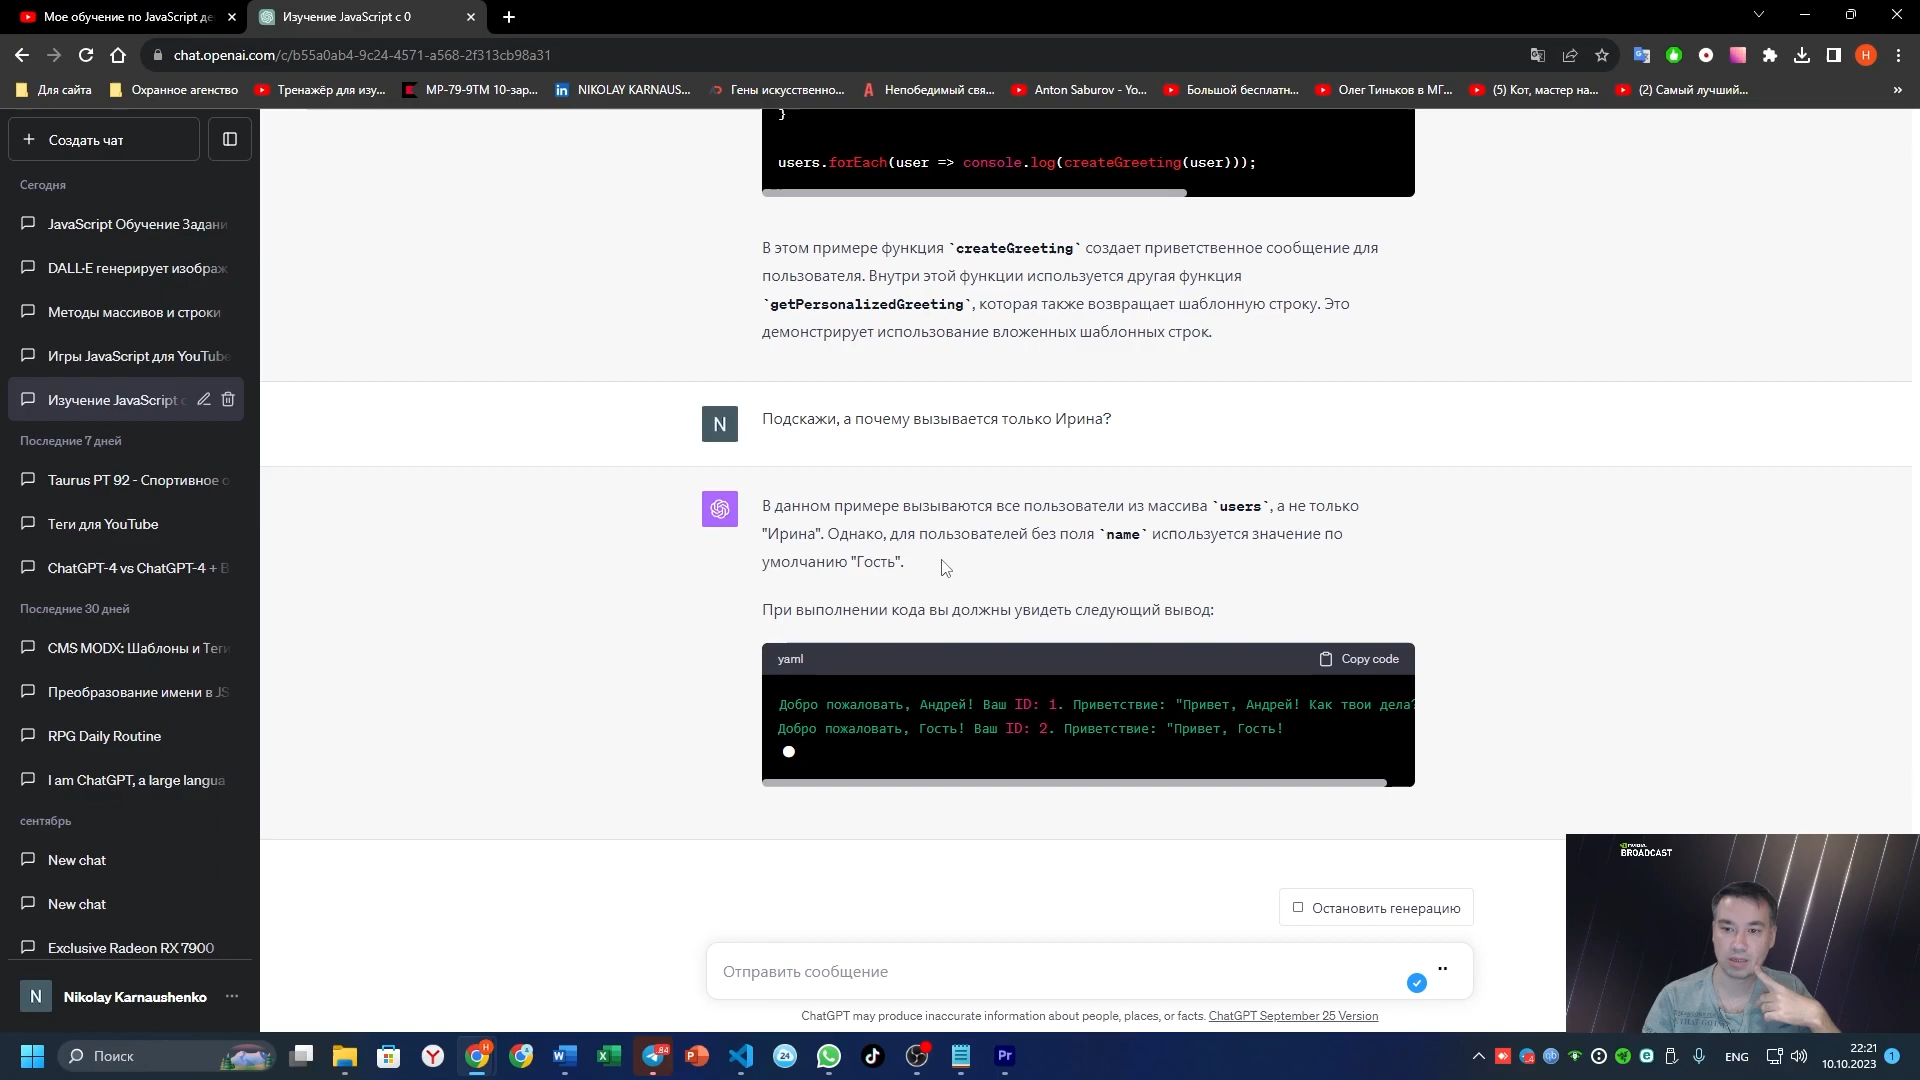 Мое обучение по JavaScript де
Изучение JavaScript с 0
chat.openai.com/c/b55a0ab4-9c24-4571-a568-2f313cb98a31
Для сайта
Охранное агенство
Тренажёр для изу...
МР-79-9ТМ 10-зар...
NIKOLAY KARNAUS...
Гены искусственно...
Непобедимый свя...
Anton Saburov - Yo...
Большой бесплатн...
Олег Тиньков в МГ...
(5) Кот, мастер на...
(2) Самый лучший...
»
Создать чат
Сегодня
JavaScript Обучение Задани
DALL-E генерирует изображ
Методы массивов и строки
Игры JavaScript для YouTube
Изучение JavaScript с
Последние 7 дней
Taurus PT 92 - Спортивное о
Теги для YouTube
ChatGPT-4 vs ChatGPT-4 + B
Последние 30 дней
CMS MODX: Шаблоны и Теги
Преобразование имени в JS
RPG Daily Routine
I am ChatGPT, a large langua
сентябрь
New chat
New chat
Exclusive Radeon RX 7900
N
Nikolay Karnaushenko
}
users.forEach(user => console.log(createGreeting(user)));
В этом примере функция `createGreeting` создает приветственное сообщение для
пользователя. Внутри этой функции используется другая функция
`getPersonalizedGreeting`, которая также возвращает шаблонную строку. Это
демонстрирует использование вложенных шаблонных строк.
N
Подскажи, а почему вызывается только Ирина?
В данном примере вызываются все пользователи из массива `users`, а не только
"Ирина". Однако, для пользователей без поля `name` используется значение по
умолчанию "Гость".
При выполнении кода вы должны увидеть следующий вывод:
yaml
Copy code
Добро пожаловать, Андрей! Ваш ID: 1. Приветствие: "Привет, Андрей! Как твои дела?
Добро пожаловать, Гость! Ваш ID: 2. Приветствие: "Привет, Гость!
Остановить генерацию
Отправить сообщение
ChatGPT may produce inaccurate information about people, places, or facts. ChatGPT September 25 Version
NVIDIA
BROADCAST
Поиск
84
24
Pr
ENG
22:21
10.10.2023
1